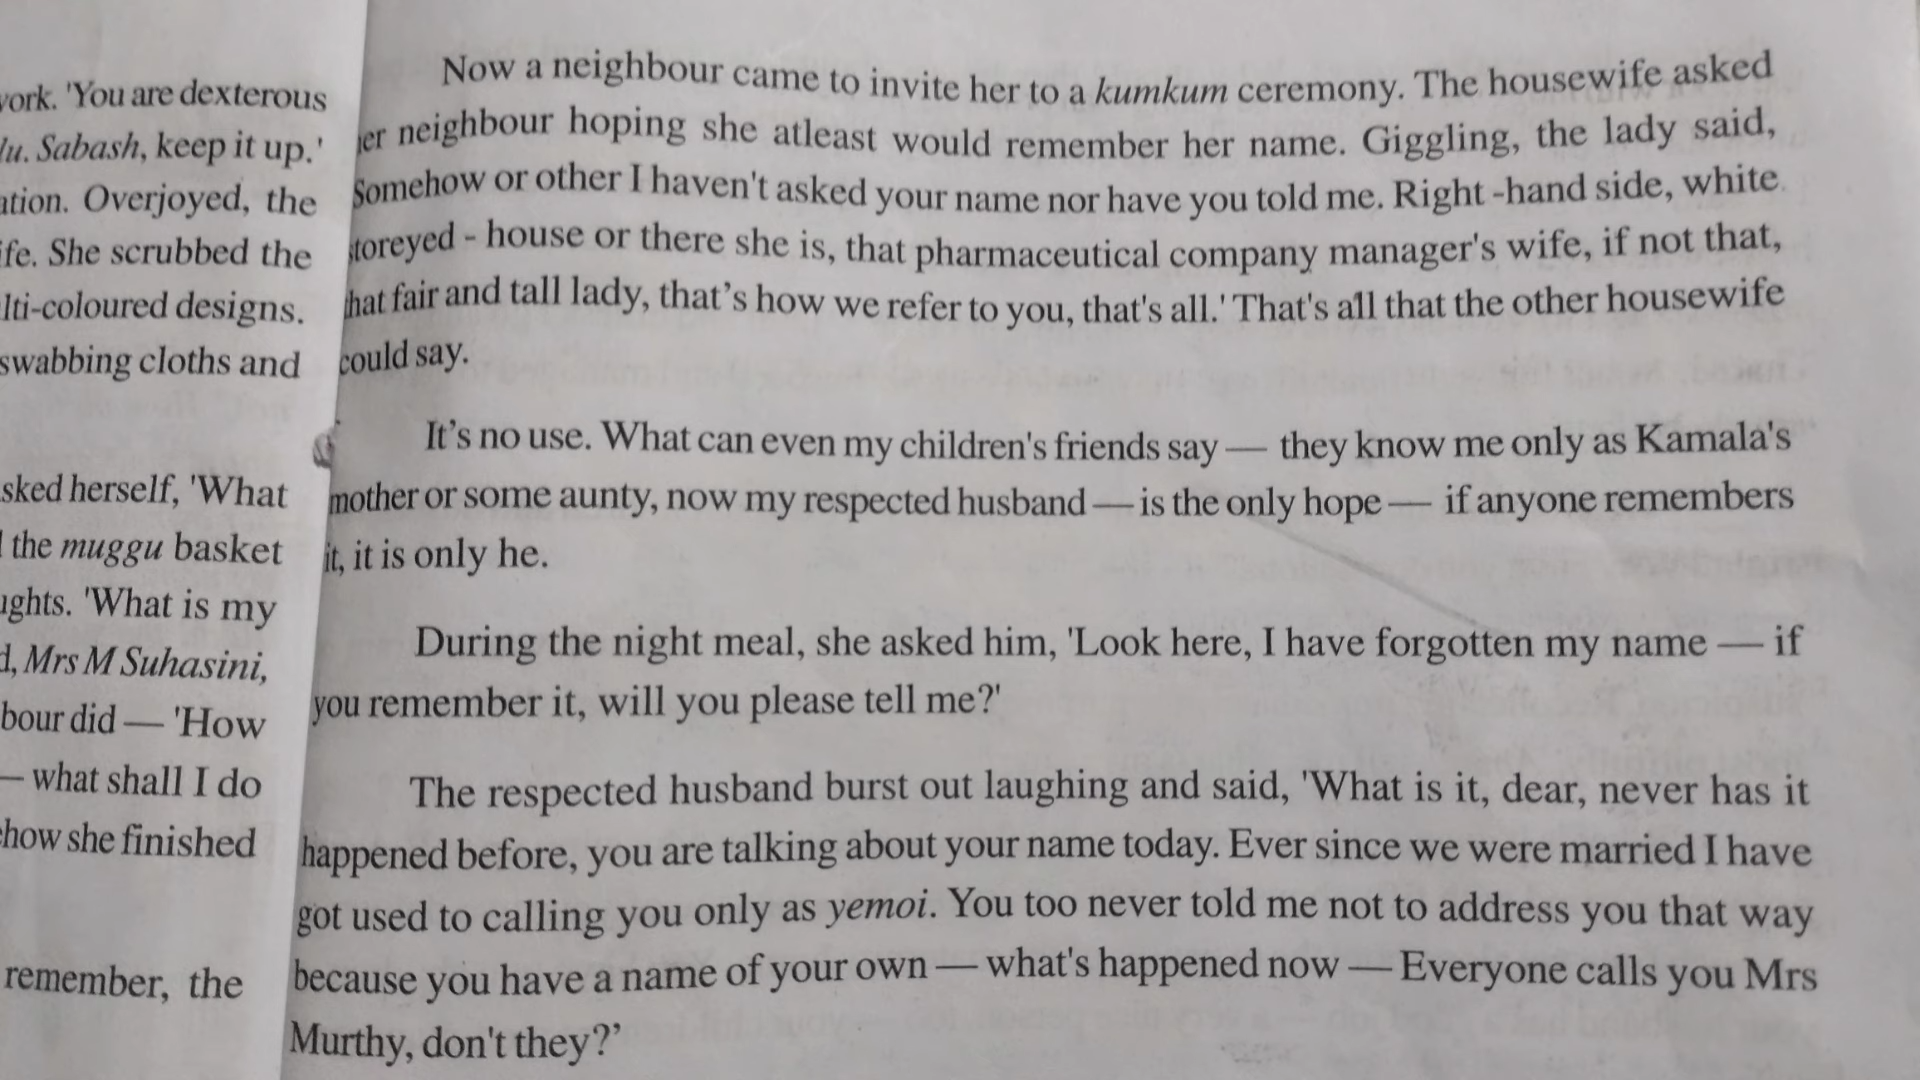 work. 'You are dexterous
lu. Sabash, keep it up.'
ation. Overjoyed, the
ife. She scrubbed the
lti-coloured designs.
swabbing cloths and
sked herself, 'What
the muggu basket
ughts. 'What is my
d, Mrs M Suhasini,
bour did — 'How
— what shall I do
how she finished
remember, the
Now a neighbour came to invite her to a kumkum ceremony. The housewife asked
her neighbour hoping she atleast would remember her name. Giggling, the lady said,
Somehow or other I haven't asked your name nor have you told me. Right -hand side, white
storeyed - house or there she is, that pharmaceutical company manager's wife, if not that,
that fair and tall lady, that's how we refer to you, that's all.' That's all that the other housewife
could say.
It's no use. What can even my children's friends say — they know me only as Kamala's
mother or some aunty, now my respected husband — is the only hope — if anyone remembers
it, it is only he.
During the night meal, she asked him, 'Look here, I have forgotten my name — if
you remember it, will you please tell me?'
The respected husband burst out laughing and said, 'What is it, dear, never has it
happened before, you are talking about your name today. Ever since we were married I have
got used to calling you only as yemoi. You too never told me not to address you that way
because you have a name of your own — what's happened now — Everyone calls you Mrs
Murthy, don't they?'